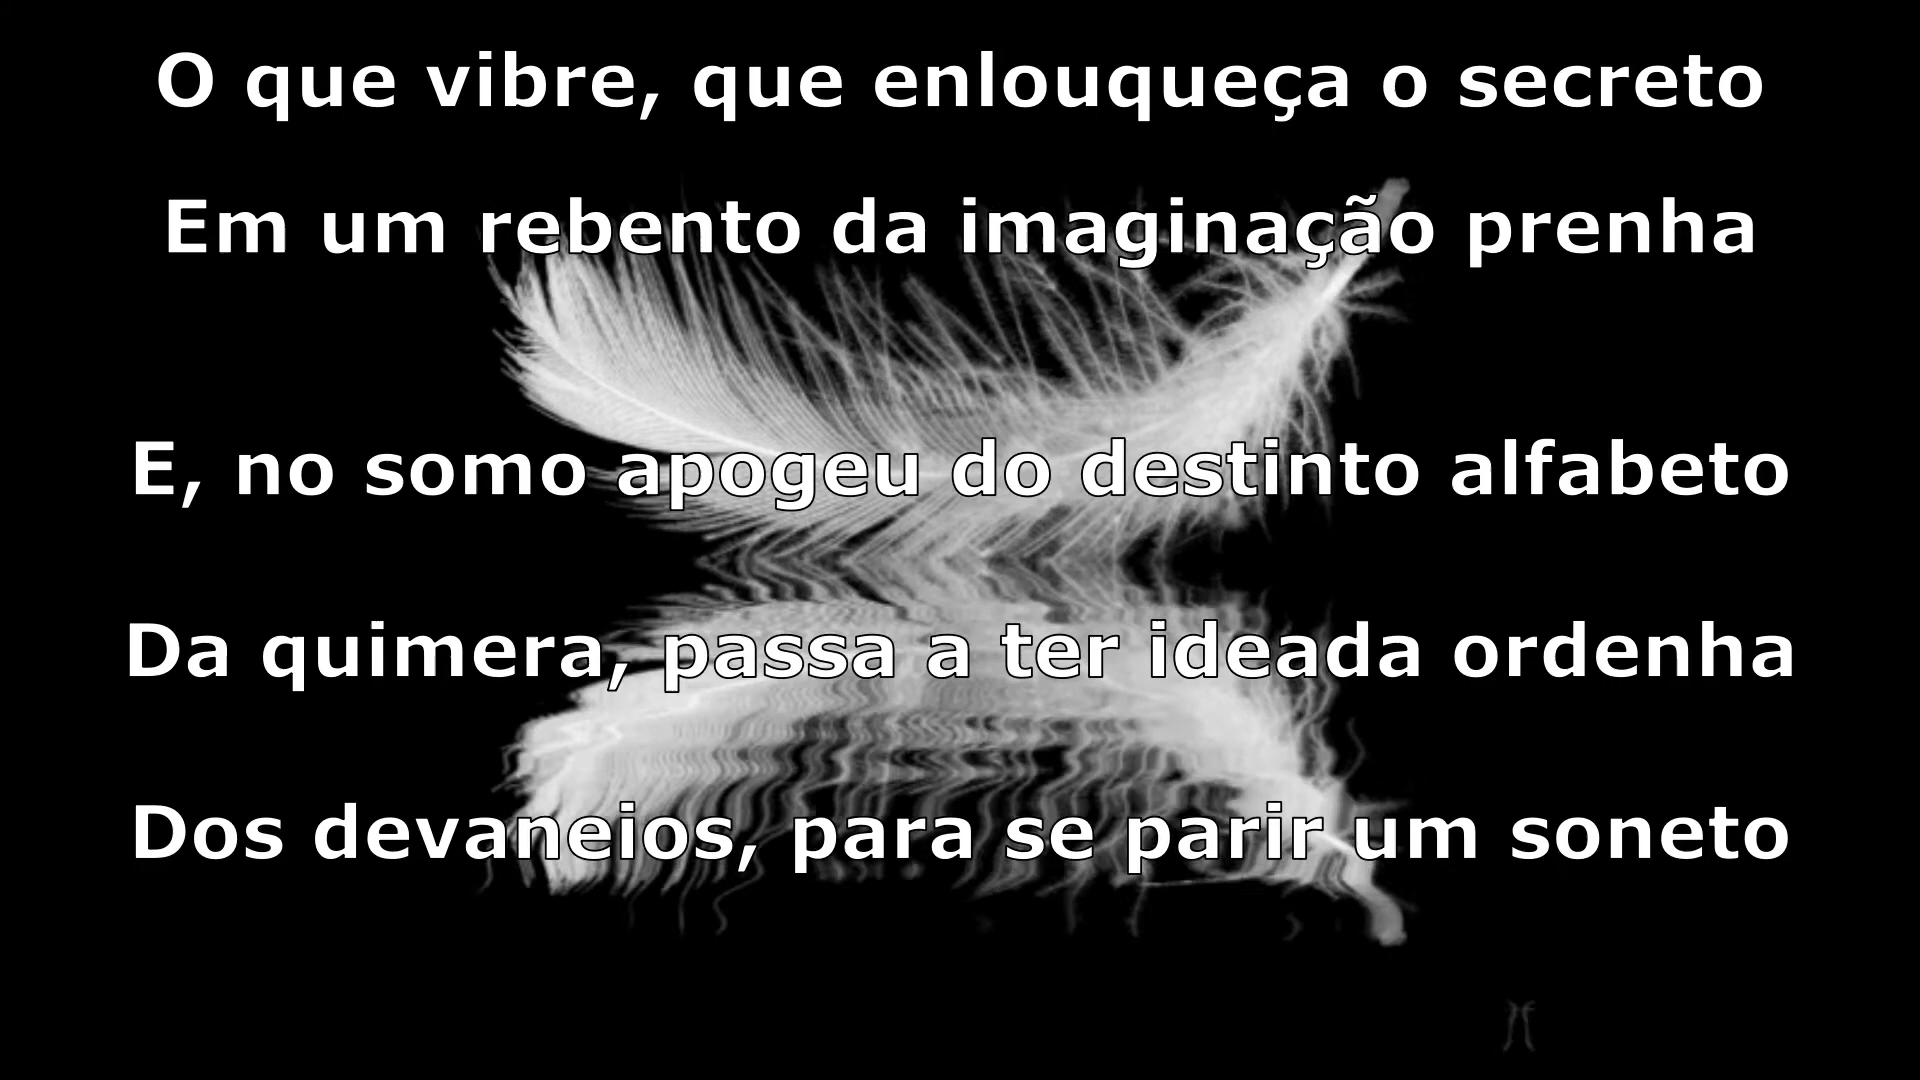 O que vibre, que enlouqueça o secreto
Em um rebento da imaginação prenha
E, no somo apogeu do destinto alfabeto
Da quimera, passa a ter ideada ordenha
Dos devaneios, para se parir um soneto